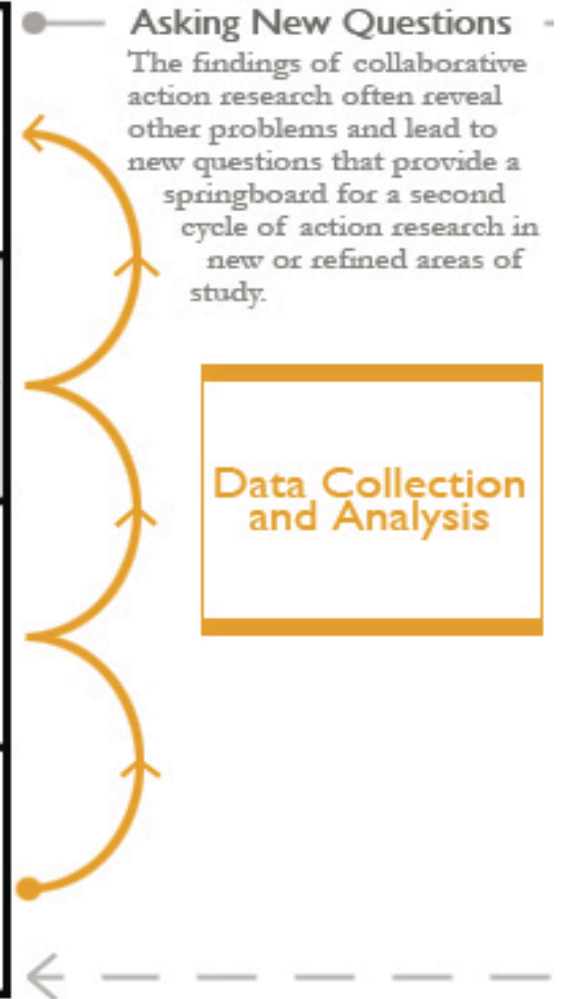 Asking New Questions
The findings of collaborative
action research often reveal
other problems and lead to
new questions that provide a
springboard for a second
cycle of action research in
new or refined areas of
study.
Data Collection
and Analysis